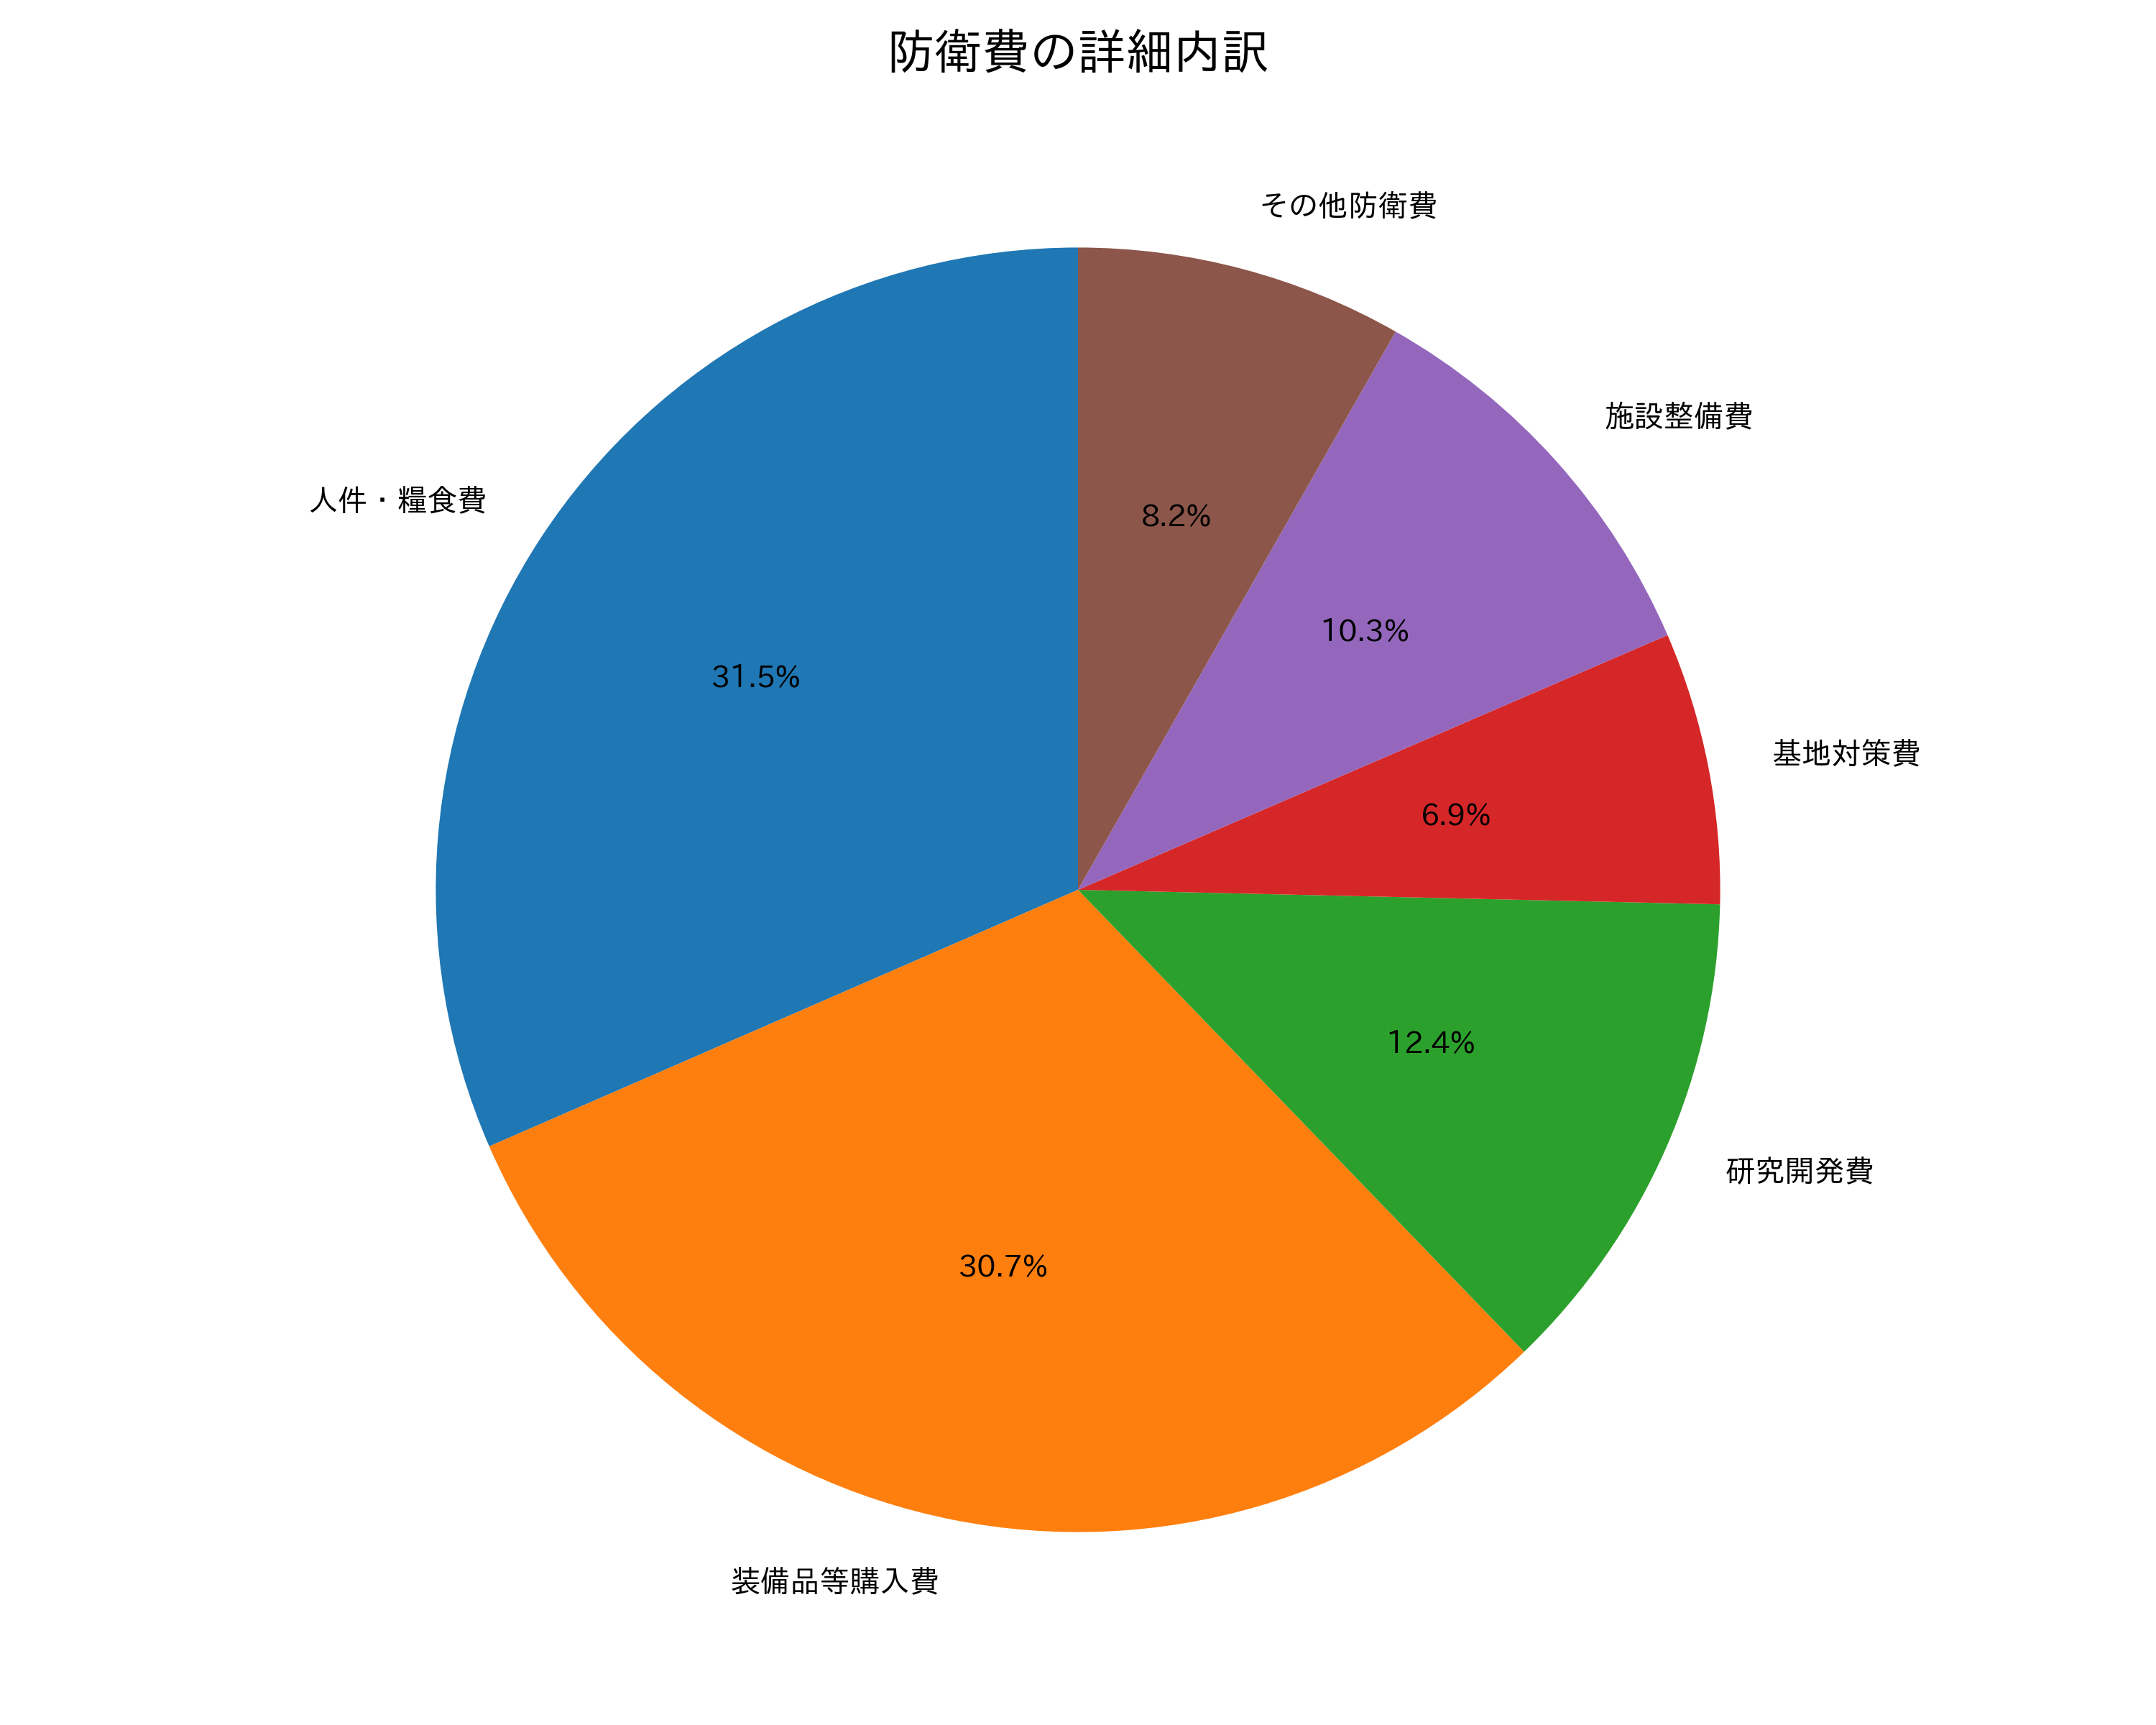 防衛費の詳細内訳
その他防衛費
施設整備費
人件・糧食費
8.2%
10.3%
31.5%
基地対策費
6.9%
12.4%
研究開発費
30.7%
装備品等購入費